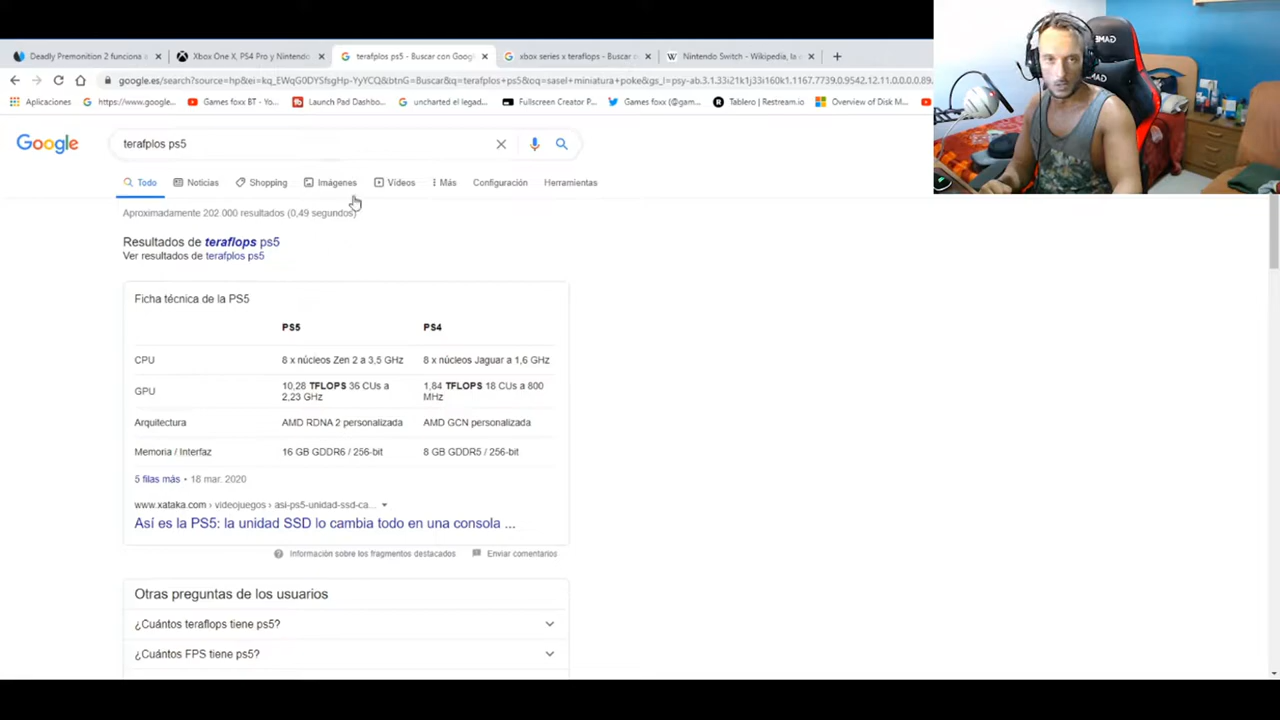 Deadly Premonition 2 funciona a
Xbox One X, PS4 Pro y Nintendo
terafplos ps5 - Buscar con Googl
xbox series x teraflops - Buscar c
Nintendo Switch - Wikipedia, la
Aplicaciones
https://www.google...
Games foxx BT - Yo...
Launch Pad Dashbo...
uncharted el legad...
Fullscreen Creator P...
Games foxx (@gam...
Tablero | Restream.io
Overview of Disk M...
Google
terafplos ps5
Todo
Noticias
Shopping
Imágenes
Vídeos
Más
Configuración
Herramientas
Aproximadamente 202.000 resultados (0,49 segundos)
Resultados de teraflops ps5
Ver resultados de terafplos ps5
Ficha técnica de la PS5
PS5 PS4
CPU 8 x núcleos Zen 2 a 3,5 GHz 8 x núcleos Jaguar a 1,6 GHz
GPU 10,28 TFLOPS 36 CUs a 2,23 GHz 1,84 TFLOPS 18 CUs a 800 MHz
Arquitectura AMD RDNA 2 personalizada AMD GCN personalizada
Memoria / Interfaz 16 GB GDDR6 / 256-bit 8 GB GDDR5 / 256-bit
5 filas más • 18 mar. 2020
www.xataka.com › videojuegos › asi-ps5-unidad-ssd-ca...
Así es la PS5: la unidad SSD lo cambia todo en una consola ...
Información sobre los fragmentos destacados
Enviar comentarios
Otras preguntas de los usuarios
¿Cuántos teraflops tiene ps5?
¿Cuántos FPS tiene ps5?